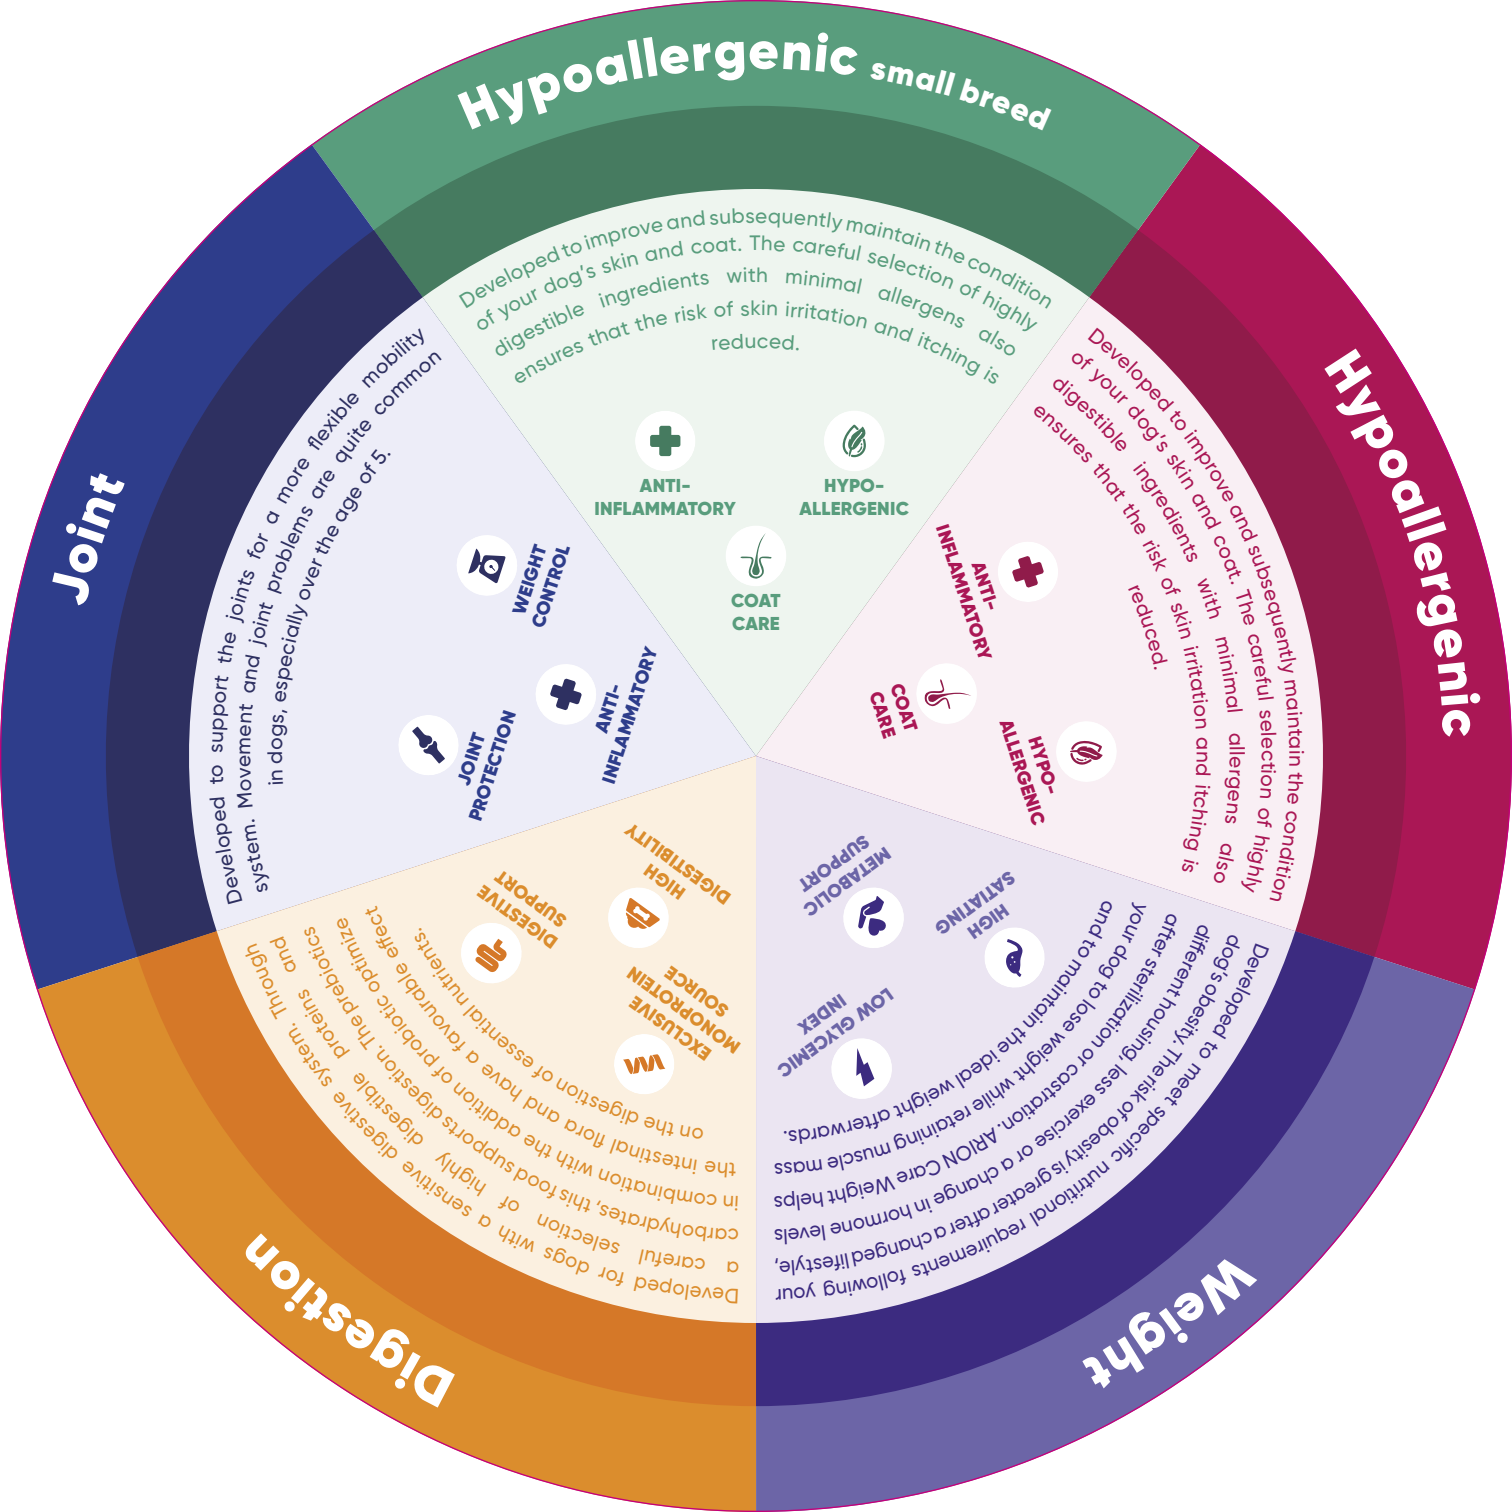 Hypoallergenic small breed
Developed to improve and subsequently maintain the condition
of your dog's skin and coat. The careful selection of highly
digestible ingredients with minimal allergens also
ensures that the risk of skin irritation and itching is
reduced.
ANTI-
INFLAMMATORY
HYPO-
ALLERGENIC
COAT
CARE
Hypoallergenic
Developed to improve and subsequently maintain the condition
of your dog's skin and coat. The careful selection of highly
digestible ingredients with minimal allergens also
ensures that the risk of skin irritation and itching is
reduced.
ANTI-
INFLAMMATORY
HYPO-
ALLERGENIC
COAT
CARE
Weight
Developed to meet specific nutritional requirements following your
dog's obesity. The risk of obesity is greater after a changed lifestyle,
different housing, less exercise or a change in hormone levels
after sterilization or castration. ARION Care Weight helps
your dog to lose weight while retaining muscle mass
and to maintain the ideal weight afterwards.
HIGH
SATIATING
LOW GLYCEMIC
INDEX
METABOLIC
SUPPORT
Digestion
Developed for dogs with a sensitive digestive system. Through
a careful selection of highly digestible proteins and
carbohydrates, this food supports digestion. The prebiotics
in combination with the addition of probiotic optimize
the intestinal flora and have a favourable effect
on the digestion of essential nutrients.
EXCLUSIVE
MONOPROTEIN
SOURCE
DIGESTIVE
SUPPORT
HIGH
DIGESTIBILITY
Joint
Developed to support the joints for a more flexible mobility
system. Movement and joint problems are quite common
in dogs, especially over the age of 5.
JOINT
PROTECTION
WEIGHT
CONTROL
ANTI-
INFLAMMATORY